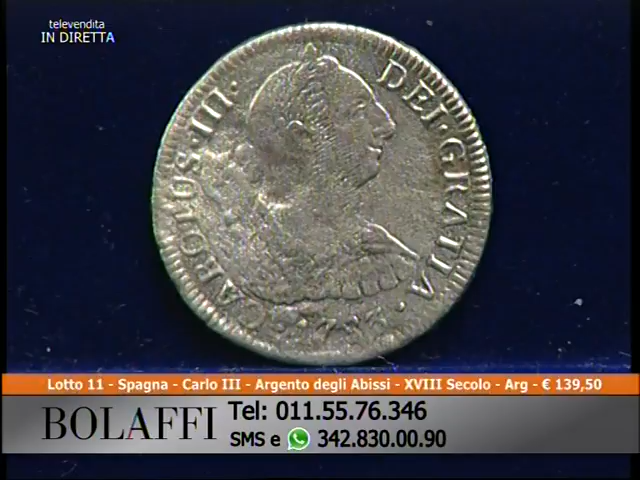 televendita
IN DIRETTA
CAROLUS·III· DEI·GRATIA·
·1783·
Lotto 11 - Spagna - Carlo III - Argento degli Abissi - XVIII Secolo - Arg - € 139,50
BOLAFFI
Tel: 011.55.76.346
SMS e 342.830.00.90